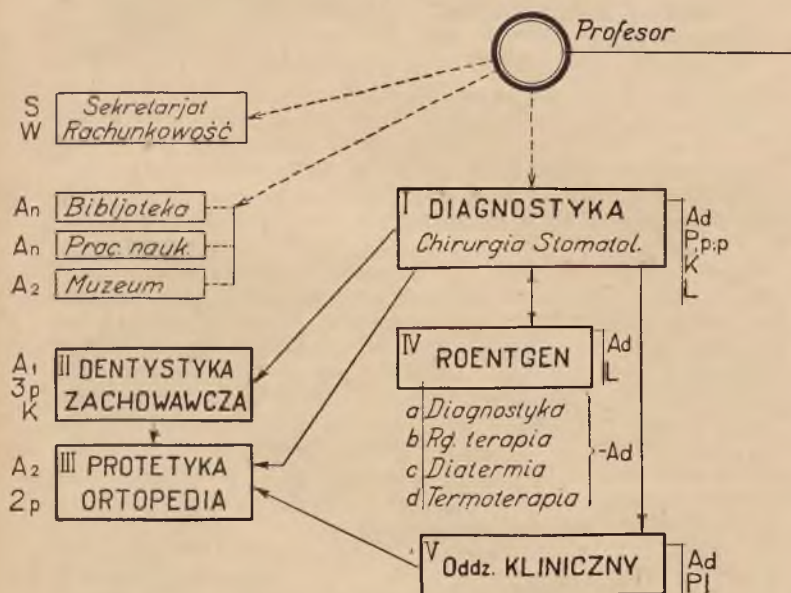 Profesor
S
W
Sekretarjat
Rachunkowość
An Bibljoteka
An Prac. nauk.
A2 Muzeum
I DIAGNOSTYKA
Chirurgia Stomatol.
Ad
P.p.p
K
L
A1
3p
K
II DENTYSTYKA
ZACHOWAWCZA
IV ROENTGEN
Ad
L
a Diagnostyka
b Rg. terapia
c Diatermia
d Termoterapia
-Ad
A2
2p
III PROTETYKA
ORTOPEDIA
V Oddz. KLINICZNY
Ad
Pl